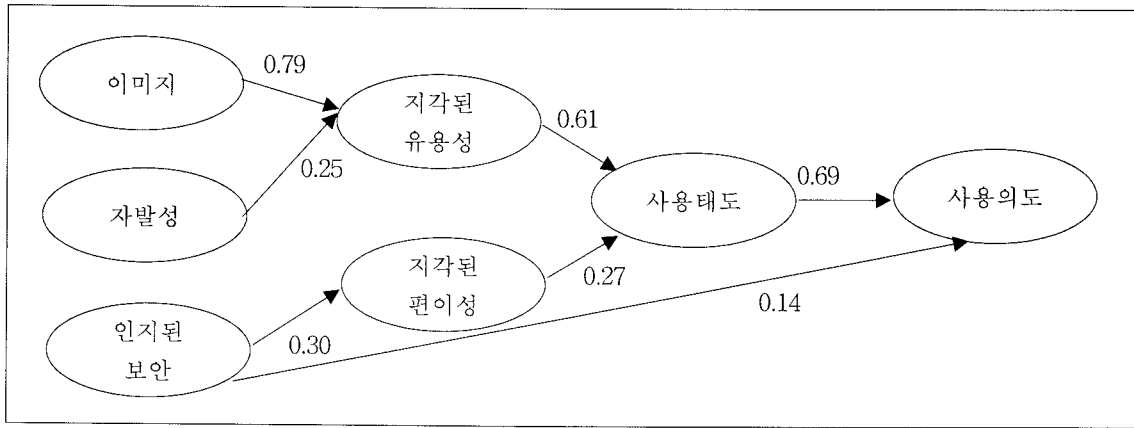 이미지
0.79
지각된
유용성
0.61
0.25
자발성
사용태도
0.69
사용의도
지각된
편이성
0.27
0.14
인지된
보안
0.30